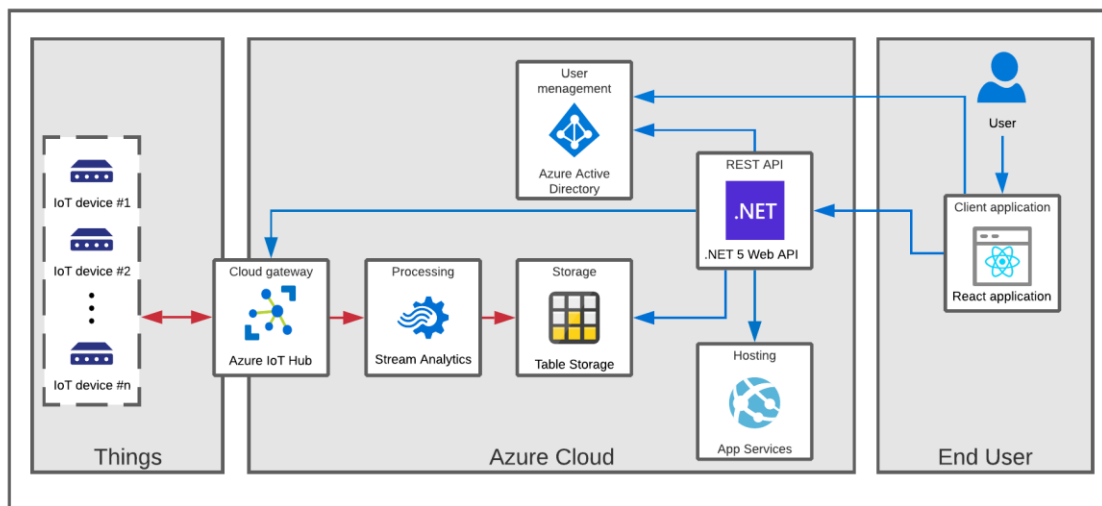 User
menagement
Azure Active
Directory
User
REST API
.NET
.NET 5 Web API
Client application
React application
IoT device #1
IoT device #2
IoT device #n
Cloud gateway
Azure IoT Hub
Processing
Stream Analytics
Storage
Table Storage
Hosting
App Services
Things
Azure Cloud
End User